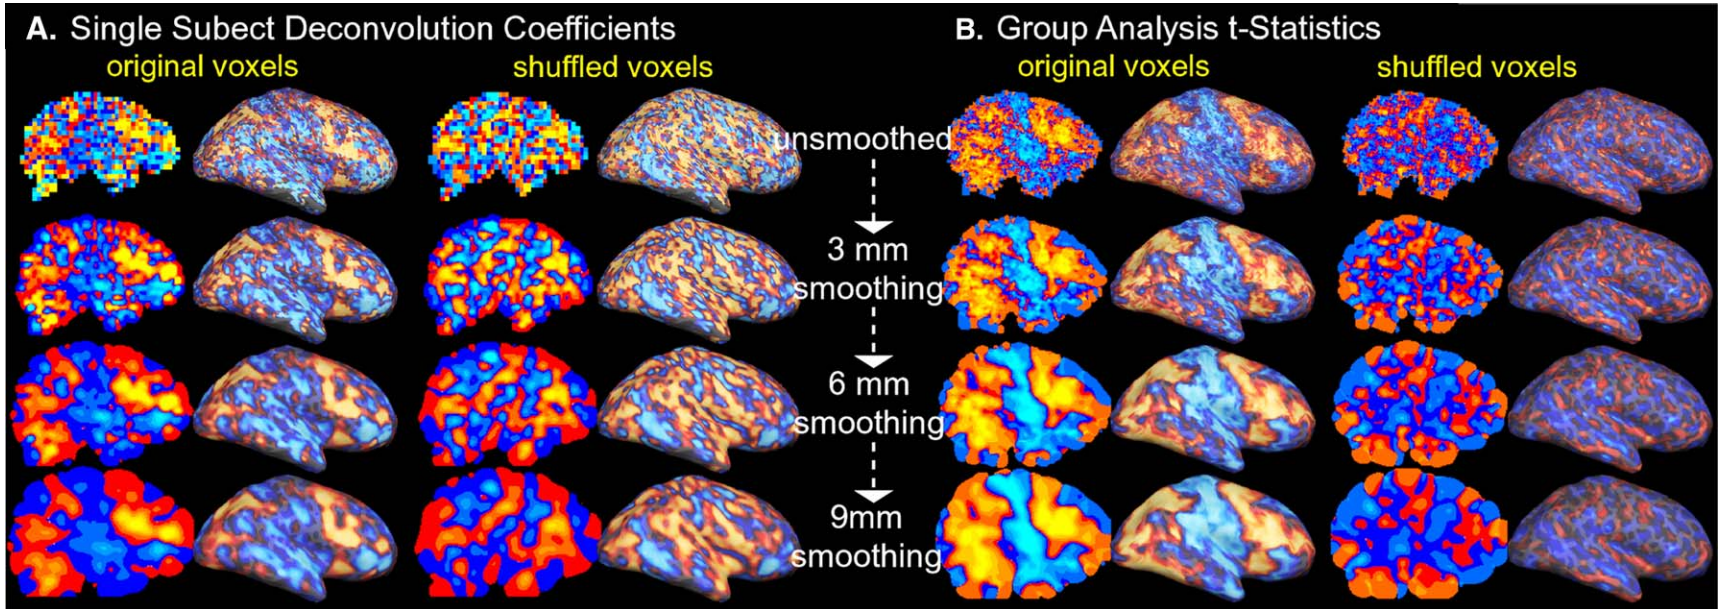 A. Single Subect Deconvolution Coefficients
original voxels
shuffled voxels
B. Group Analysis t-Statistics
original voxels
shuffled voxels
unsmoothed
3 mm
smoothing
6 mm
smoothing
9mm
smoothing